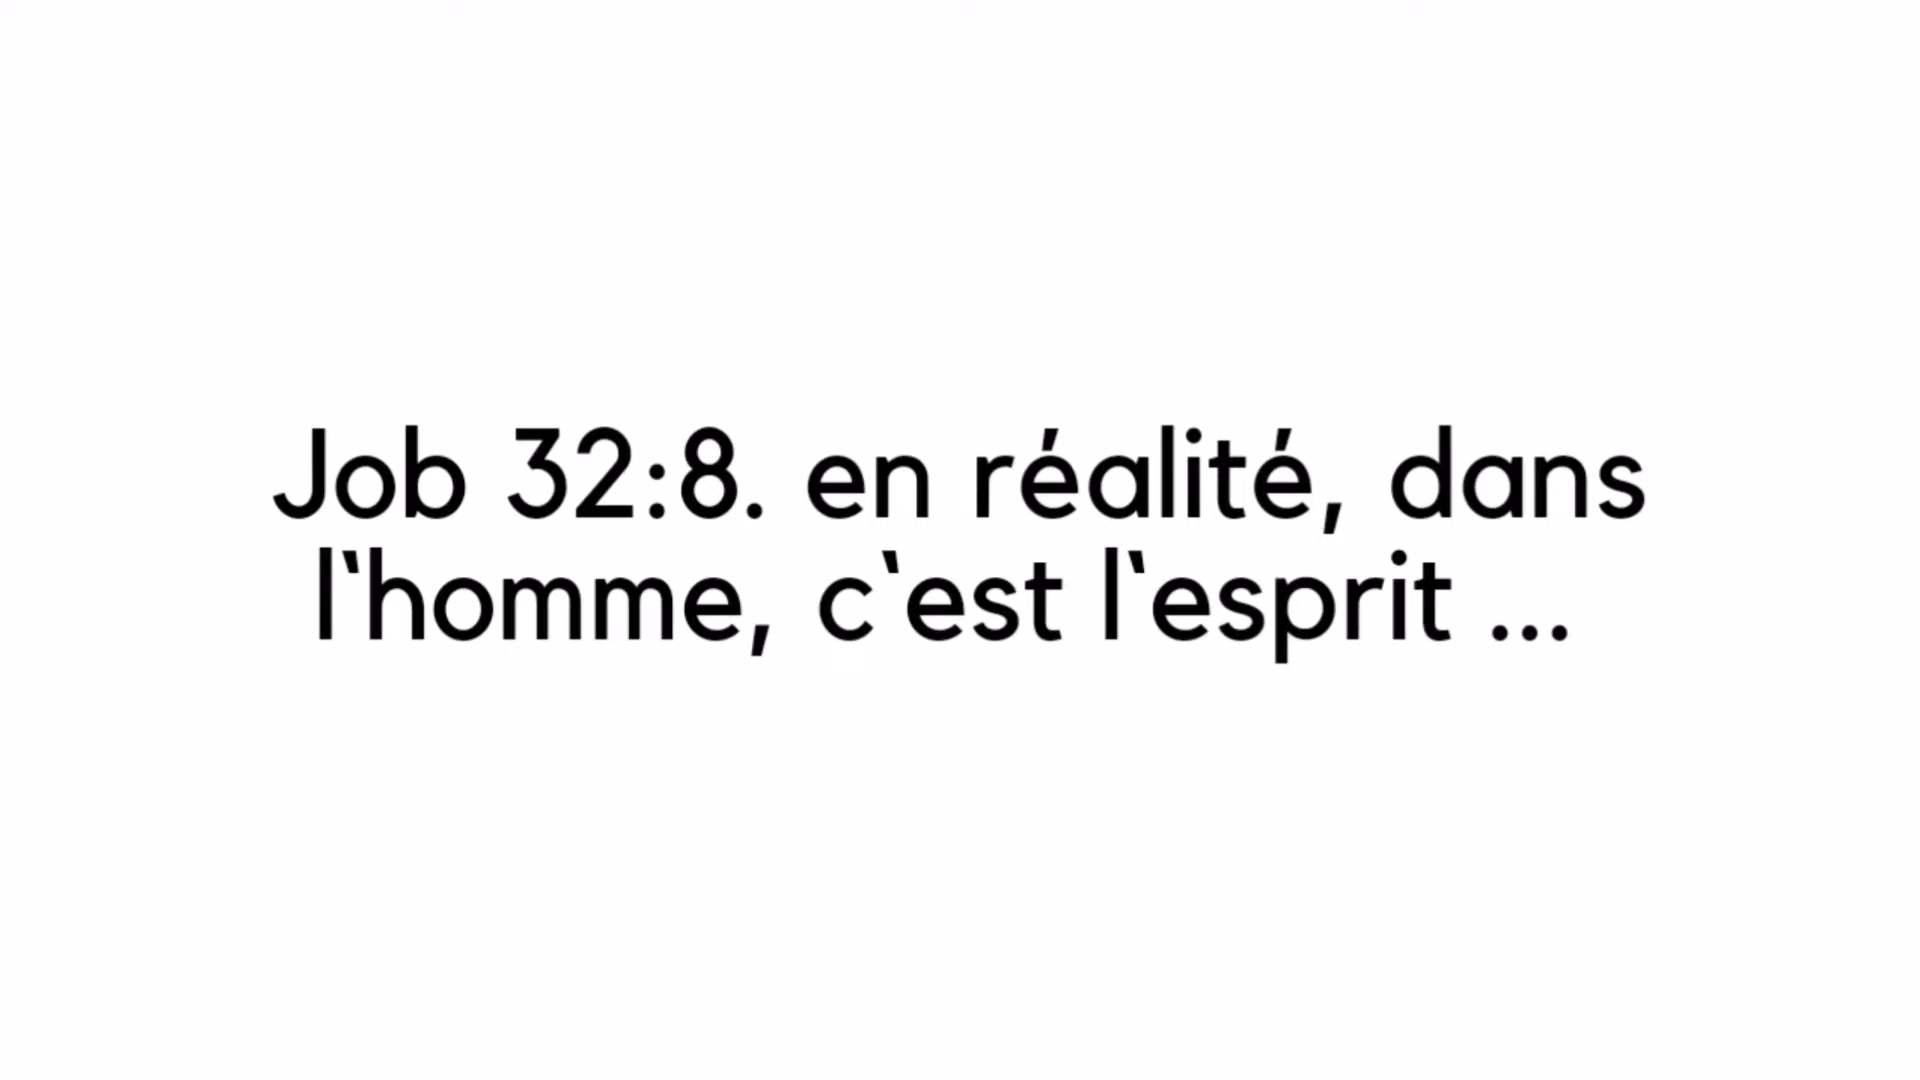 Job 32:8. en réalité, dans
l‛homme, c‛est l‛esprit ...